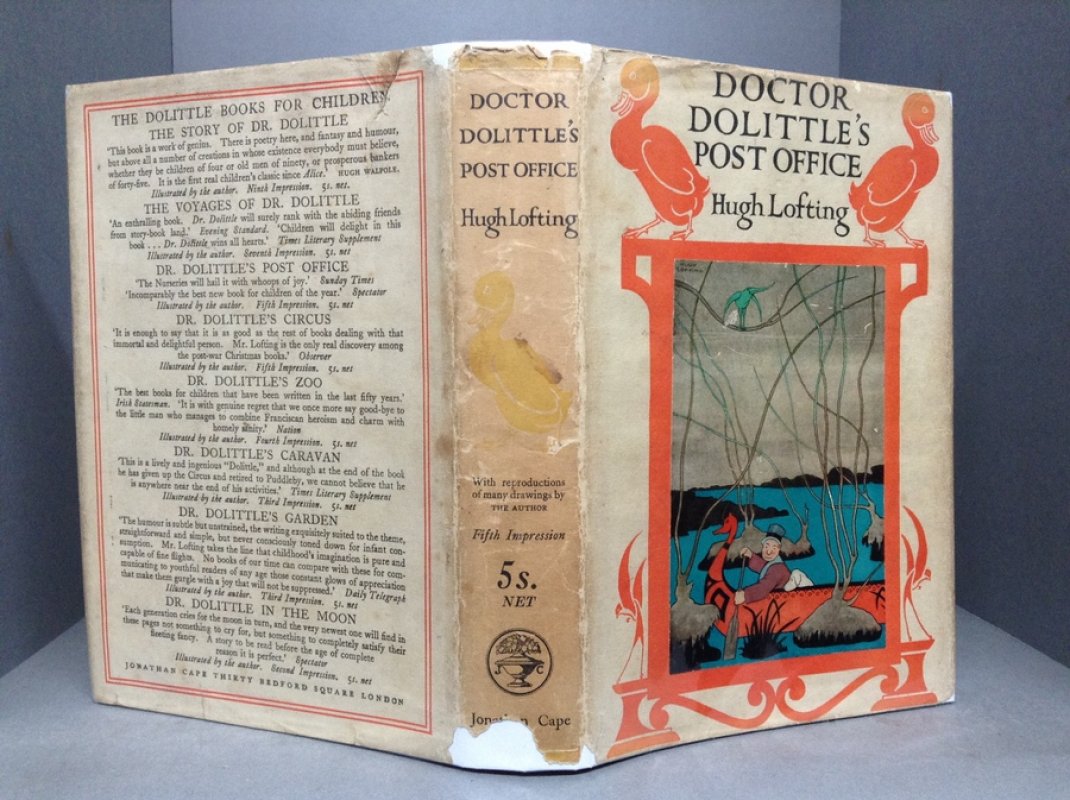 THE DOLITTLE BOOKS FOR CHILDREN
THE STORY OF DR. DOLITTLE
'This book is a work of genius. There is poetry here, and fantasy and humour,
but above all a number of creations in whose existence everybody must believe,
whether they be children of four or old men of ninety, or prosperous bankers
of forty-five. It is the first real children's classic since Alice.' HUGH WALPOLE.
Illustrated by the author. Ninth Impression. 5s. net.
THE VOYAGES OF DR. DOLITTLE
'An enthralling book. Dr. Dolittle will surely rank with the abiding friends
from story-book land.' Evening Standard. 'Children will delight in this
book . . . Dr. Dolittle wins all hearts.' Times Literary Supplement
Illustrated by the author. Seventh Impression. 5s. net
DR. DOLITTLE'S POST OFFICE
'The Nurseries will hail it with whoops of joy.' Sunday Times
'Incomparably the best new book for children of the year.' Spectator
Illustrated by the author. Fifth Impression. 5s. net
DR. DOLITTLE'S CIRCUS
'It is enough to say that it is as good as the rest of books dealing with that
immortal and delightful person. Mr. Lofting is the only real discovery among
the post-war Christmas books.' Observer
Illustrated by the author. Fifth Impression. 5s. net
DR. DOLITTLE'S ZOO
'The best books for children that have been written in the last fifty years.'
Irish Statesman. 'It is with genuine regret that we once more say good-bye to
the little man who manages to combine Franciscan heroism and charm with
homely sanity.' Nation
Illustrated by the author. Fourth Impression. 5s. net
DR. DOLITTLE'S CARAVAN
'This is a lively and ingenious "Dolittle," and although at the end of the book
he has given up the Circus and retired to Puddleby, we cannot believe that he
is anywhere near the end of his activities.' Times Literary Supplement
Illustrated by the author. Third Impression. 5s. net
DR. DOLITTLE'S GARDEN
'The humour is subtle but unstrained, the writing exquisitely suited to the theme,
straightforward and simple, but never consciously toned down for infant con-
sumption. Mr. Lofting takes the line that childhood's imagination is pure and
capable of fine flights. No books of our time can compare with these for com-
municating to youthful readers of any age those constant glows of appreciation
that make them gurgle with a joy that will not be suppressed.' Daily Telegraph
Illustrated by the author. Third Impression. 5s. net
DR. DOLITTLE IN THE MOON
'Each generation cries for the moon in turn, and the very newest one will find in
these pages not something to cry for, but something to completely satisfy their
fleeting fancy. A story to be read before the age of complete
reason it is perfect.' Spectator
Illustrated by the author. Second Impression. 5s. net
JONATHAN CAPE THIRTY BEDFORD SQUARE LONDON
DOCTOR
DOLITTLE'S
POST OFFICE
Hugh Lofting
With reproductions
of many drawings by
THE AUTHOR
Fifth Impression
5s.
NET
J C
Jonathan Cape
DOCTOR
DOLITTLE'S
POST OFFICE
Hugh Lofting
HUGH
LOFTING